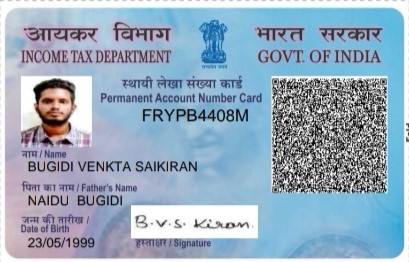 आयकर विभाग
INCOME TAX DEPARTMENT
भारत सरकार
GOVT. OF INDIA
स्थायी लेखा संख्या कार्ड
Permanent Account Number Card
FRYPB4408M
नाम / Name
BUGIDI VENKTA SAIKIRAN
पिता का नाम / Father's Name
NAIDU BUGIDI
जन्म की तारीख /
Date of Birth
23/05/1999
B.V.S. Kiran.
हस्ताक्षर / Signature